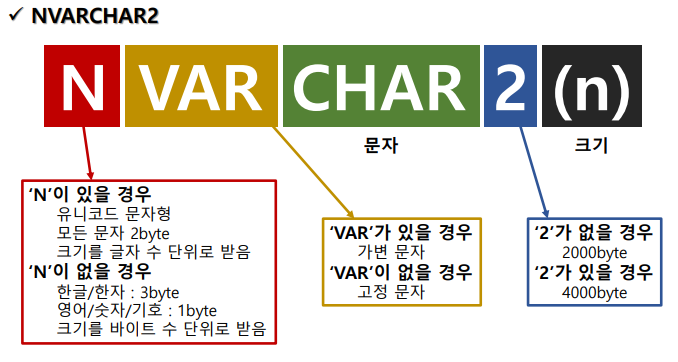 ✓ NVARCHAR2
N VAR CHAR 2 (n)
문자
크기
‘N’이 있을 경우
유니코드 문자형
모든 문자 2byte
크기를 글자 수 단위로 받음
‘N’이 없을 경우
한글/한자 : 3byte
영어/숫자/기호 : 1byte
크기를 바이트 수 단위로 받음
‘VAR’가 있을 경우
가변 문자
‘VAR’이 없을 경우
고정 문자
‘2’가 없을 경우
2000byte
‘2’가 있을 경우
4000byte